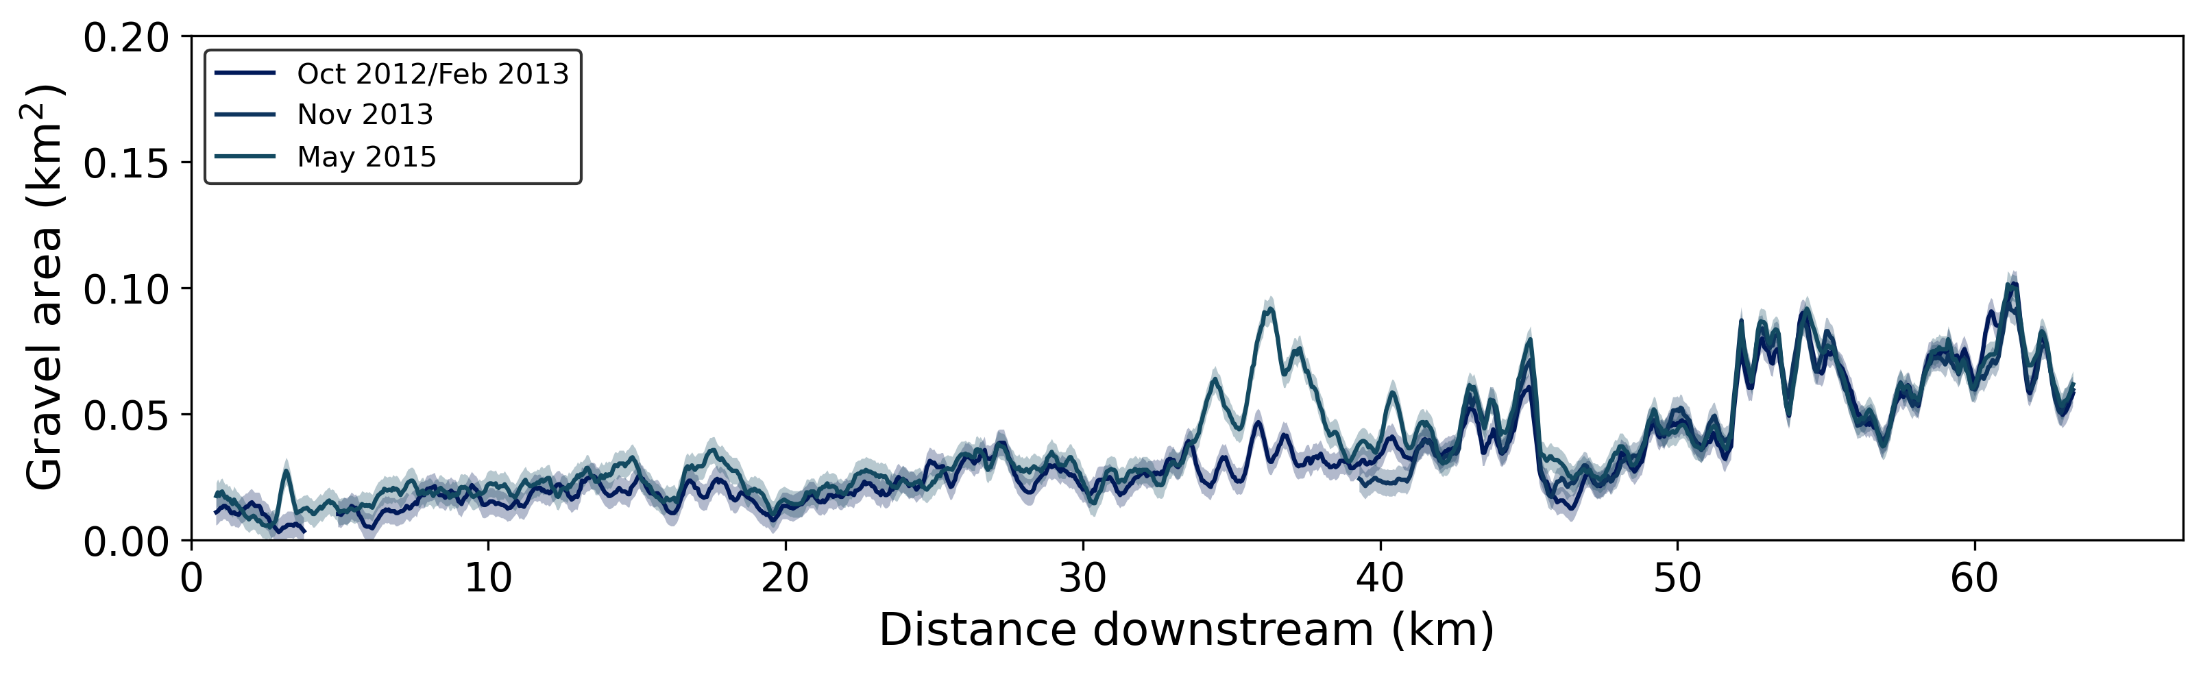 Gravel area (km²)
0.20
0.15
0.10
0.05
0.00
Oct 2012/Feb 2013
Nov 2013
May 2015
0 10 20 30 40 50 60
Distance downstream (km)